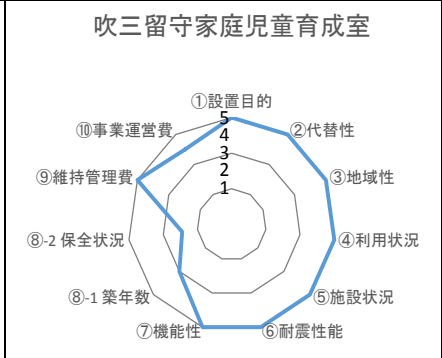 吹三留守家庭児童育成室
①設置目的
②代替性
③地域性
④利用状況
⑤施設状況
⑥耐震性能
⑦機能性
⑧-1 築年数
⑧-2 保全状況
⑨維持管理費
⑩事業運営費
5
4
3
2
1